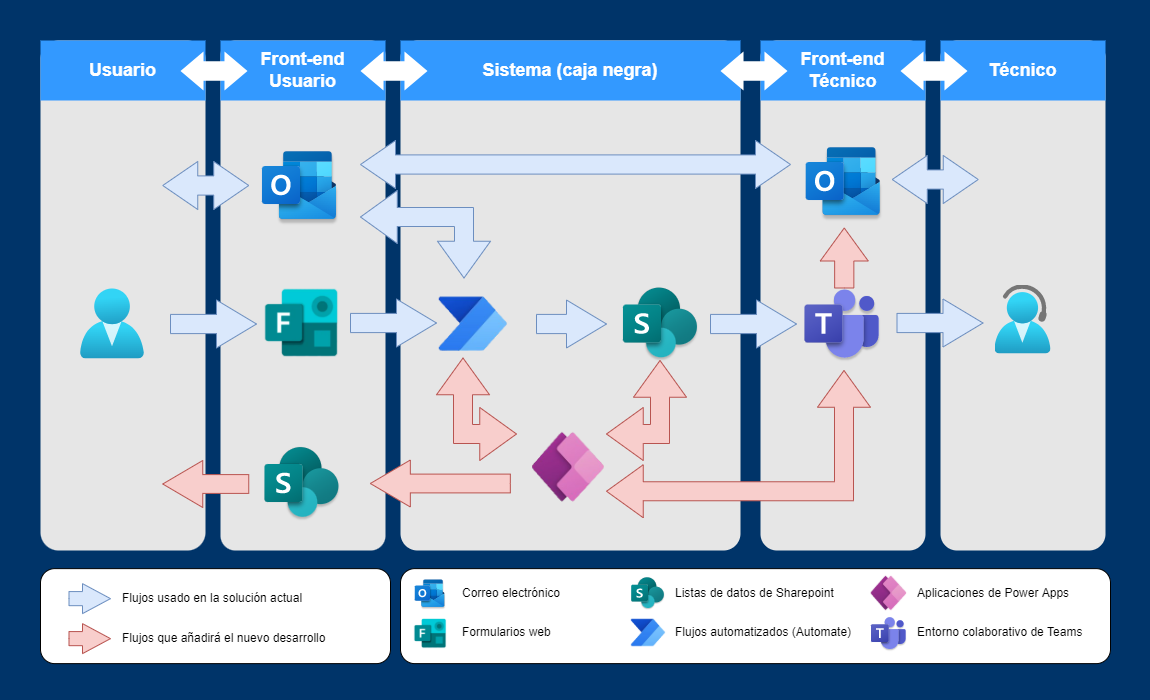 Usuario
Front-end
Usuario
Sistema (caja negra)
Front-end
Técnico
Técnico
O
O
F
S
T
S
Flujos usado en la solución actual
Flujos que añadirá el nuevo desarrollo
O
Correo electrónico
S
Listas de datos de Sharepoint
Aplicaciones de Power Apps
F
Formularios web
Flujos automatizados (Automate)
T
Entorno colaborativo de Teams